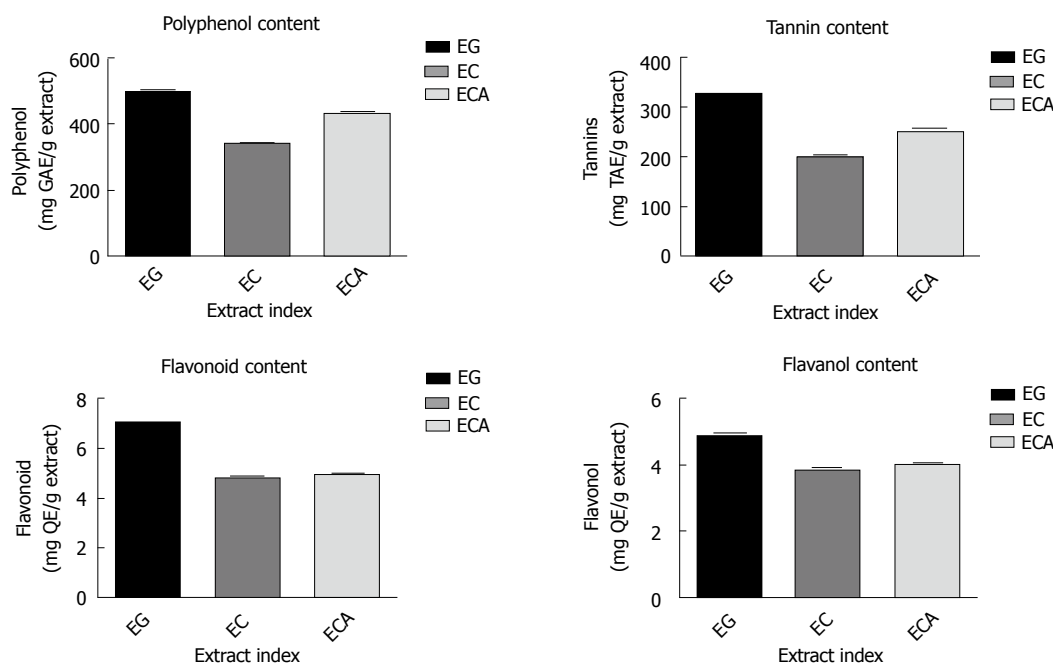 Polyphenol content
EG
EC
ECA
600
400
200
0
Polyphenol
(mg GAE/g extract)
EG
EC
ECA
Extract index
Tannin content
EG
EC
ECA
400
300
200
100
0
Tannins
(mg TAE/g extract)
EG
EC
ECA
Extract index
Flavonoid content
EG
EC
ECA
8
6
4
2
0
Flavonoid
(mg QE/g extract)
EG
EC
ECA
Extract index
Flavanol content
EG
EC
ECA
6
4
2
0
Flavonol
(mg QE/g extract)
EG
EC
ECA
Extract index